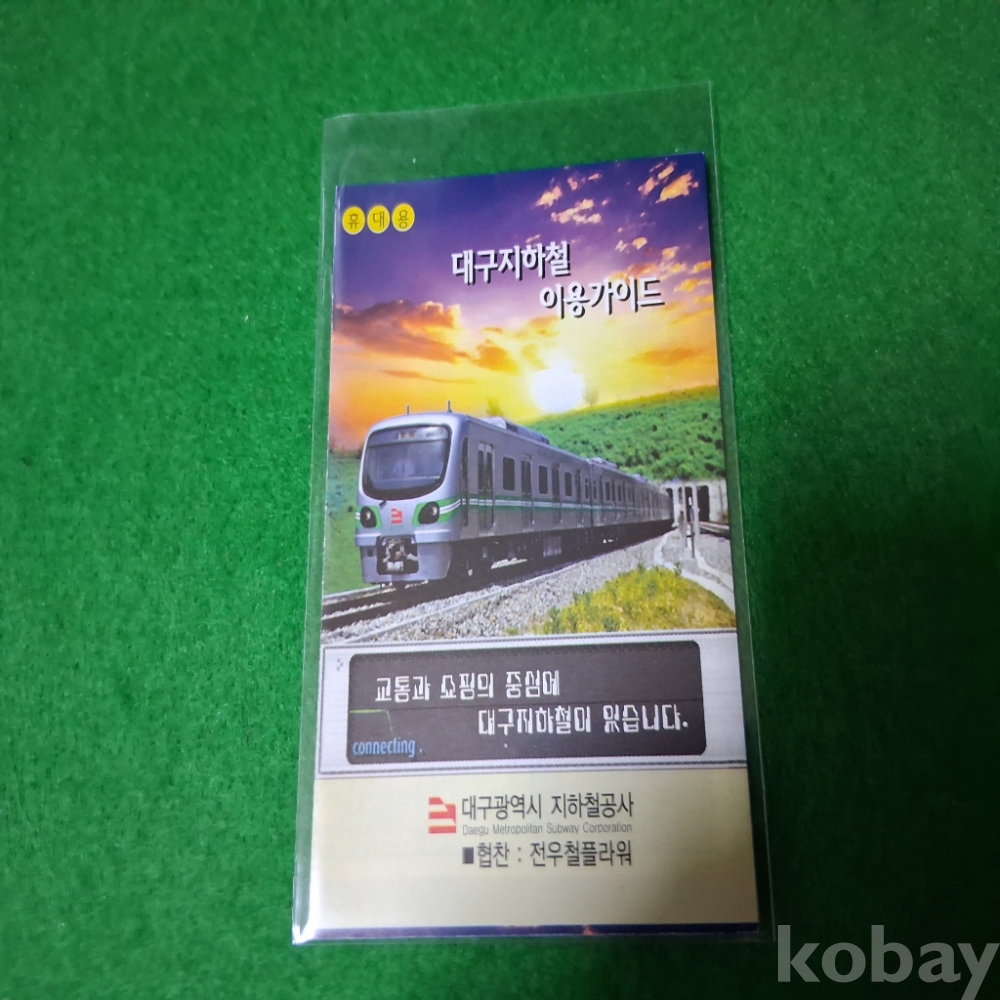 휴대용
대구지하철
이용가이드
교통과 쇼핑의 중심에
대구지하철이 있습니다.
connecting.
대구광역시 지하철공사
Daegu Metropolitan Subway Corporation
■협찬 : 전우철플라워
kobay